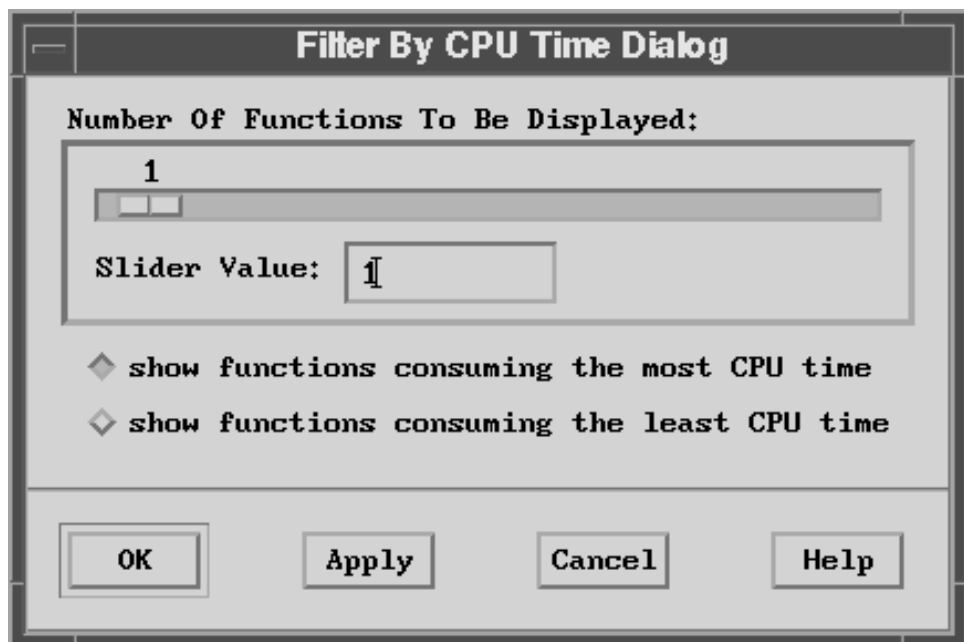 Filter By CPU Time Dialog
Number Of Functions To Be Displayed:
1
Slider Value: 1
show functions consuming the most CPU time
show functions consuming the least CPU time
OK Apply Cancel Help